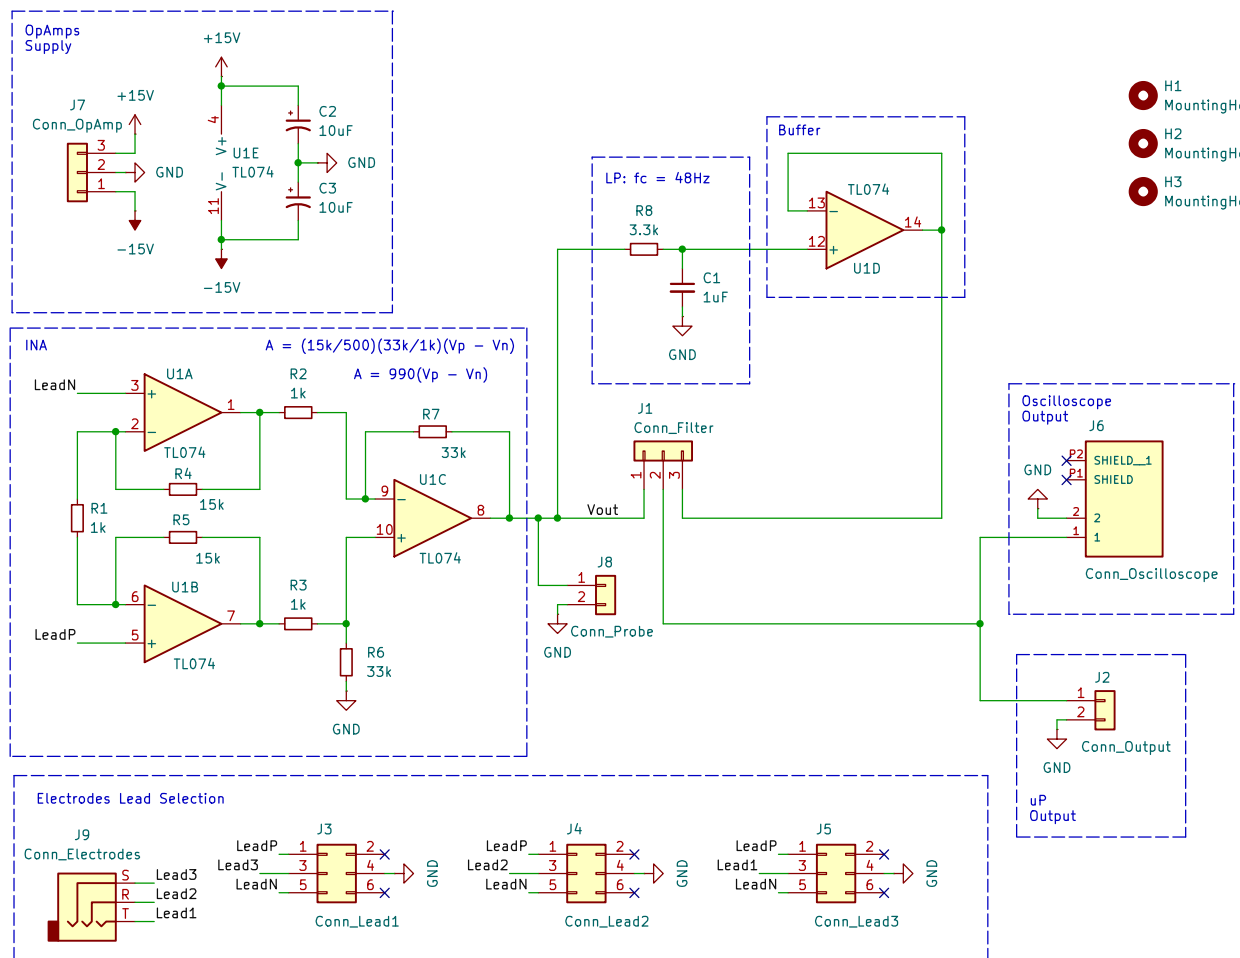 OpAmps
Supply
+15V
+15V
J7
Conn_OpAmp
3
2
1
GND
-15V
4
V+
U1E
TL074
V-
11
-15V
C2
10uF
GND
C3
10uF
H1
H2
H3
Buffer
TL074
13
12
14
U1D
LP: fc = 48Hz
R8
3.3k
C1
1uF
GND
INA
A = (15k/500)(33k/1k)(Vp - Vn)
A = 990(Vp - Vn)
LeadN
U1A
3
2
1
TL074
R2
1k
R4
15k
R1
1k
R5
15k
U1B
6
5
7
LeadP
TL074
R3
1k
R6
33k
GND
R7
33k
U1C
9
10
8
TL074
Vout
J1
Conn_Filter
1
2
3
J8
1
2
Conn_Probe
GND
Oscilloscope
Output
J6
P2
SHIELD__1
P1
SHIELD
GND
2
2
1
1
Conn_Oscilloscope
J2
1
2
Conn_Output
GND
uP
Output
Electrodes Lead Selection
J9
Conn_Electrodes
S
Lead3
R
Lead2
T
Lead1
J3
LeadP
1
2
Lead3
3
4
GND
LeadN
5
6
Conn_Lead1
J4
LeadP
1
2
Lead2
3
4
GND
LeadN
5
6
Conn_Lead2
J5
LeadP
1
2
Lead1
3
4
GND
LeadN
5
6
Conn_Lead3